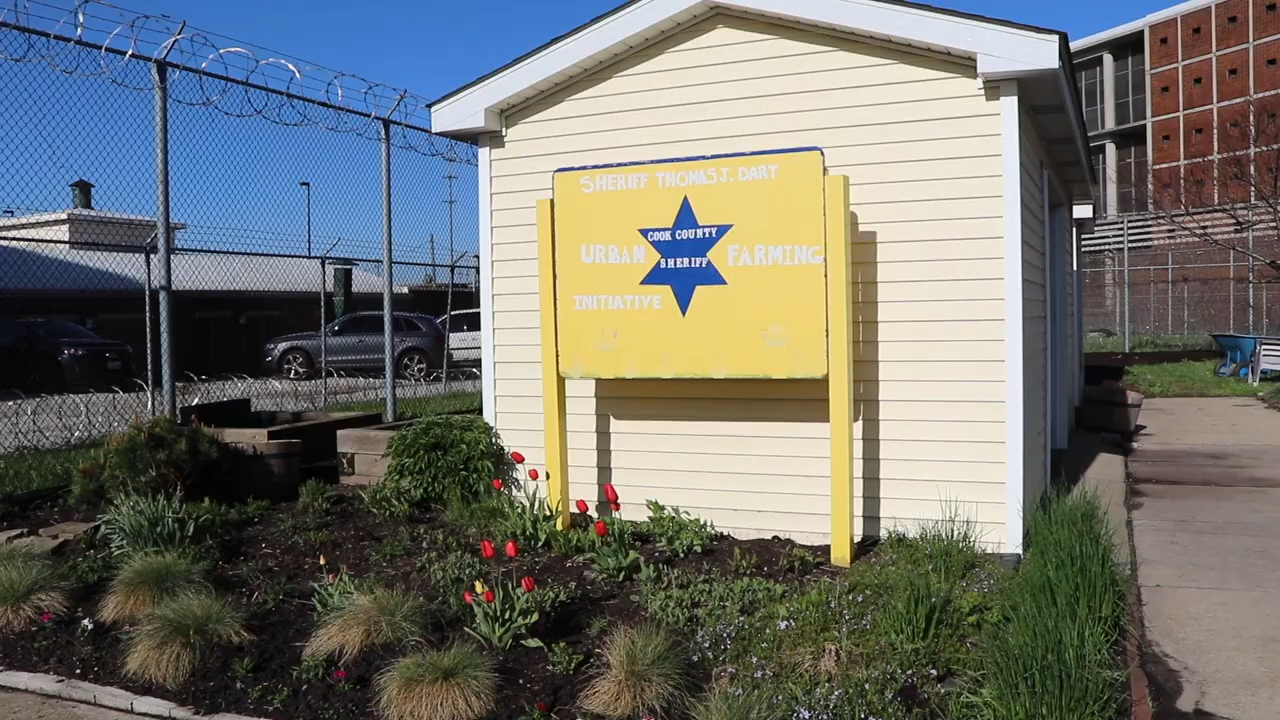 SHERIFF THOMAS J. DART
COOK COUNTY
URBAN SHERIFF FARMING
INITIATIVE